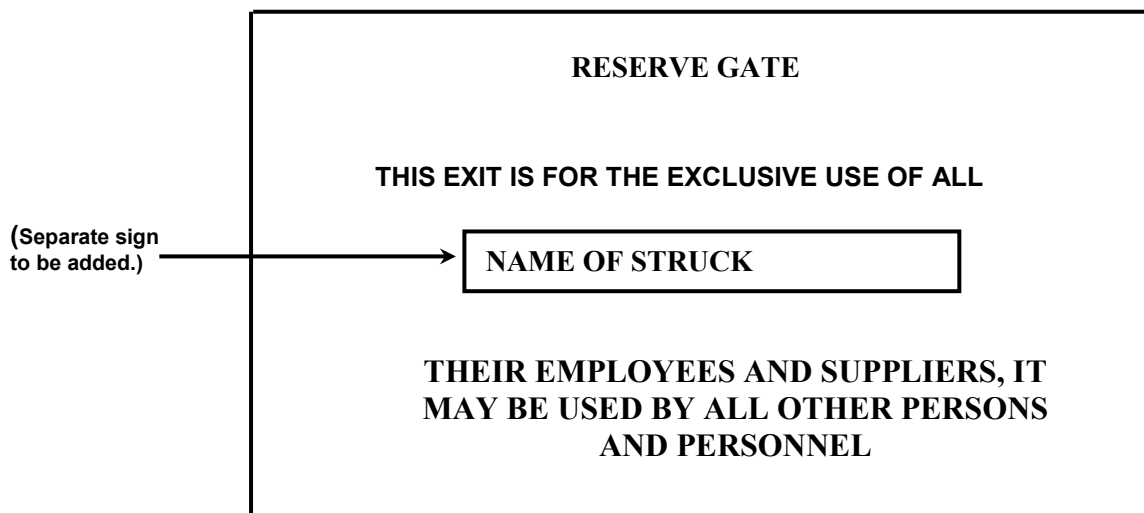 RESERVE GATE
THIS EXIT IS FOR THE EXCLUSIVE USE OF ALL
(Separate sign
to be added.)
NAME OF STRUCK
THEIR EMPLOYEES AND SUPPLIERS, IT
MAY BE USED BY ALL OTHER PERSONS
AND PERSONNEL